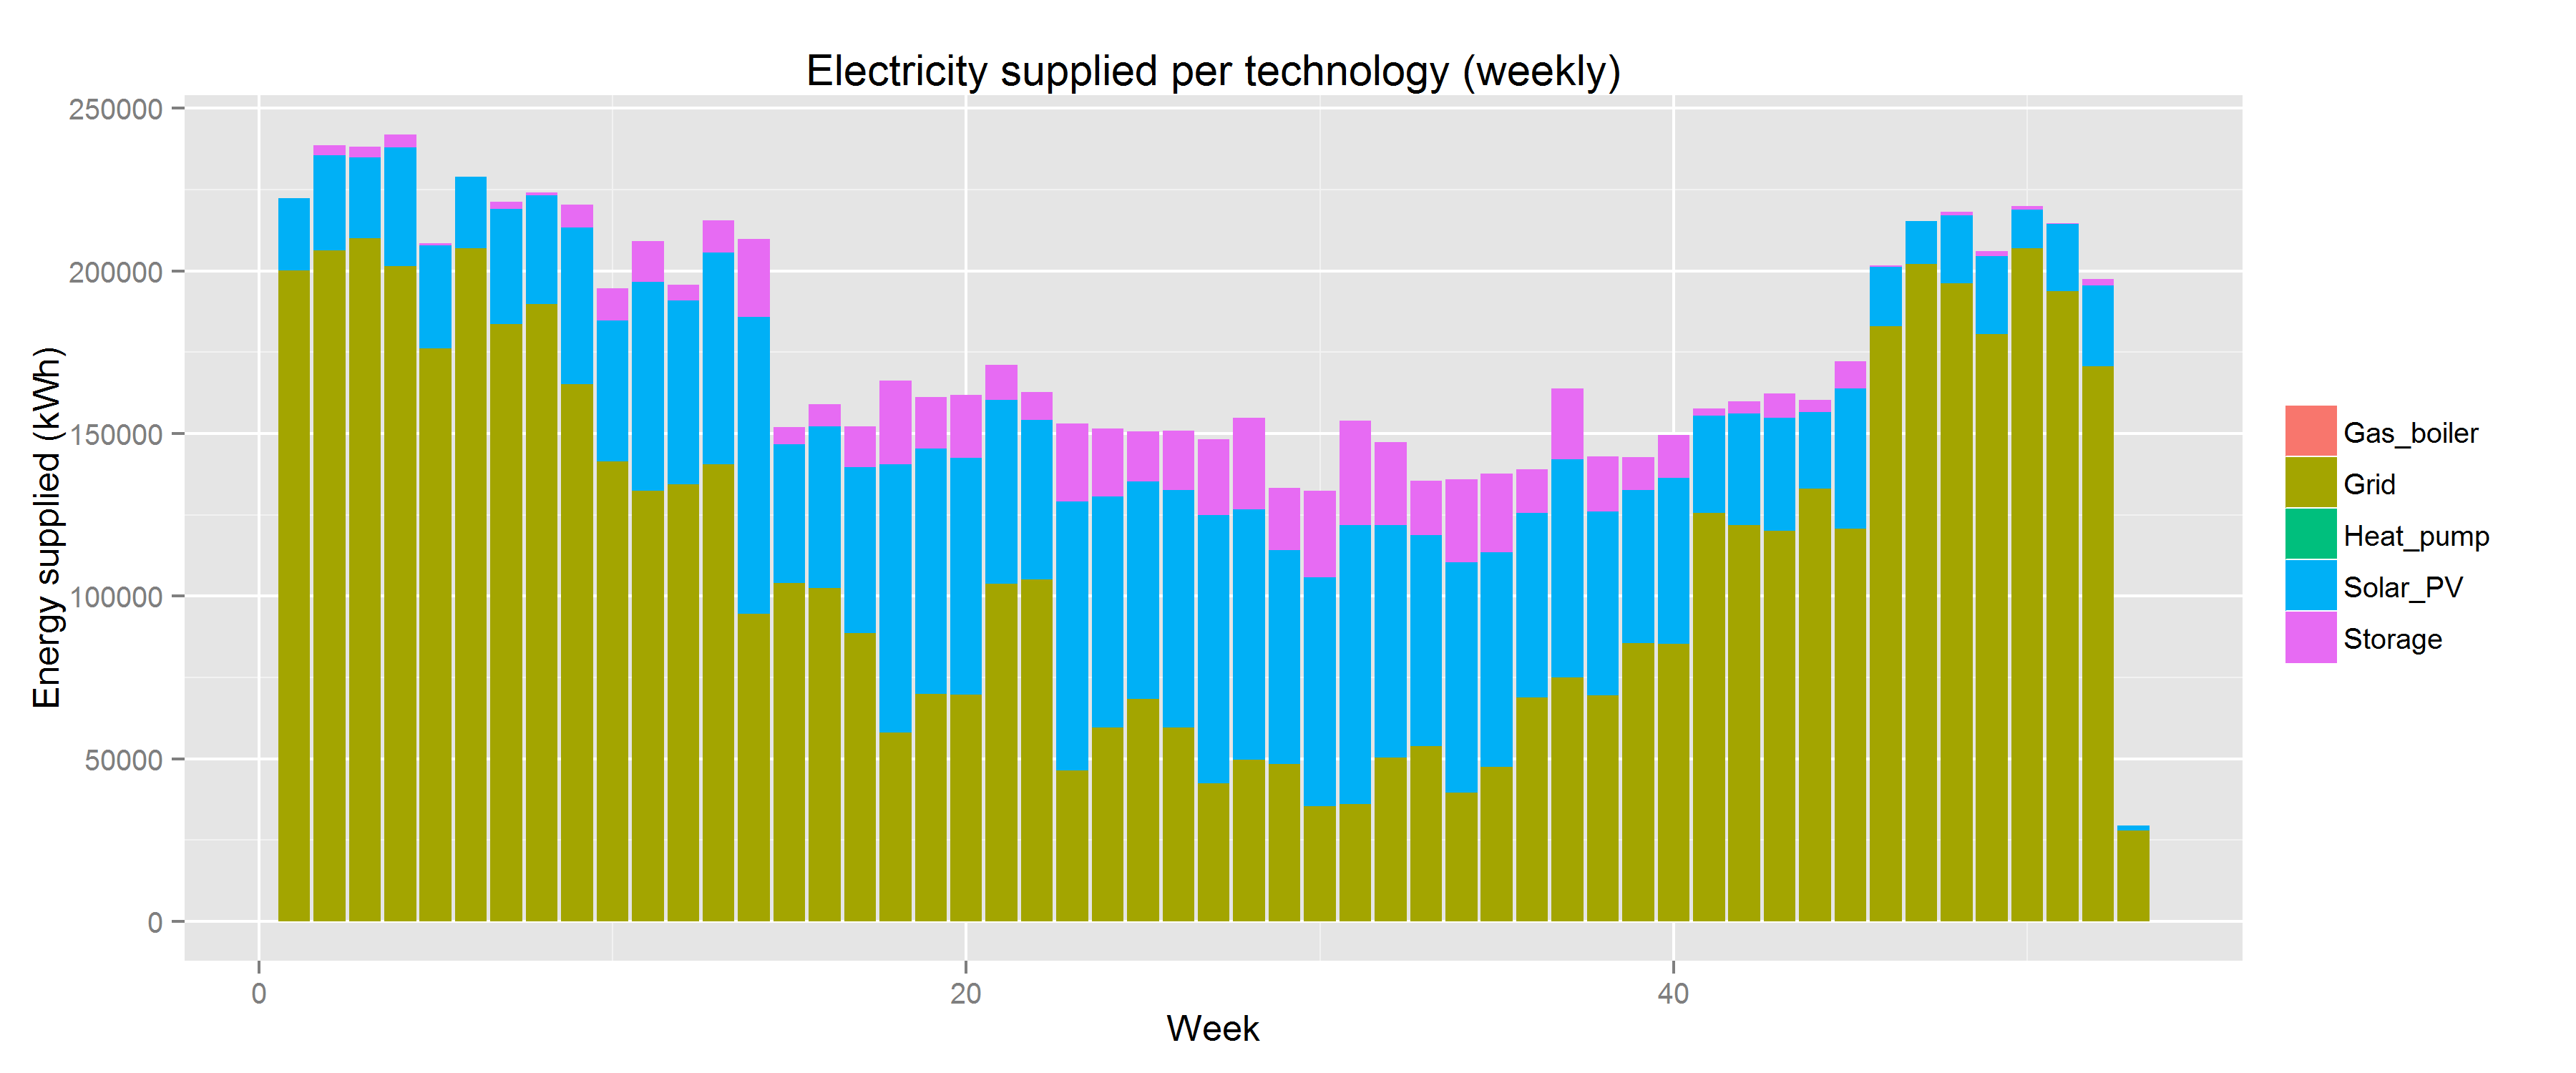 Electricity supplied per technology (weekly)
250000
200000
150000
100000
50000
0
Energy supplied (kWh)
0 20 40
Week
Gas_boiler
Grid
Heat_pump
Solar_PV
Storage